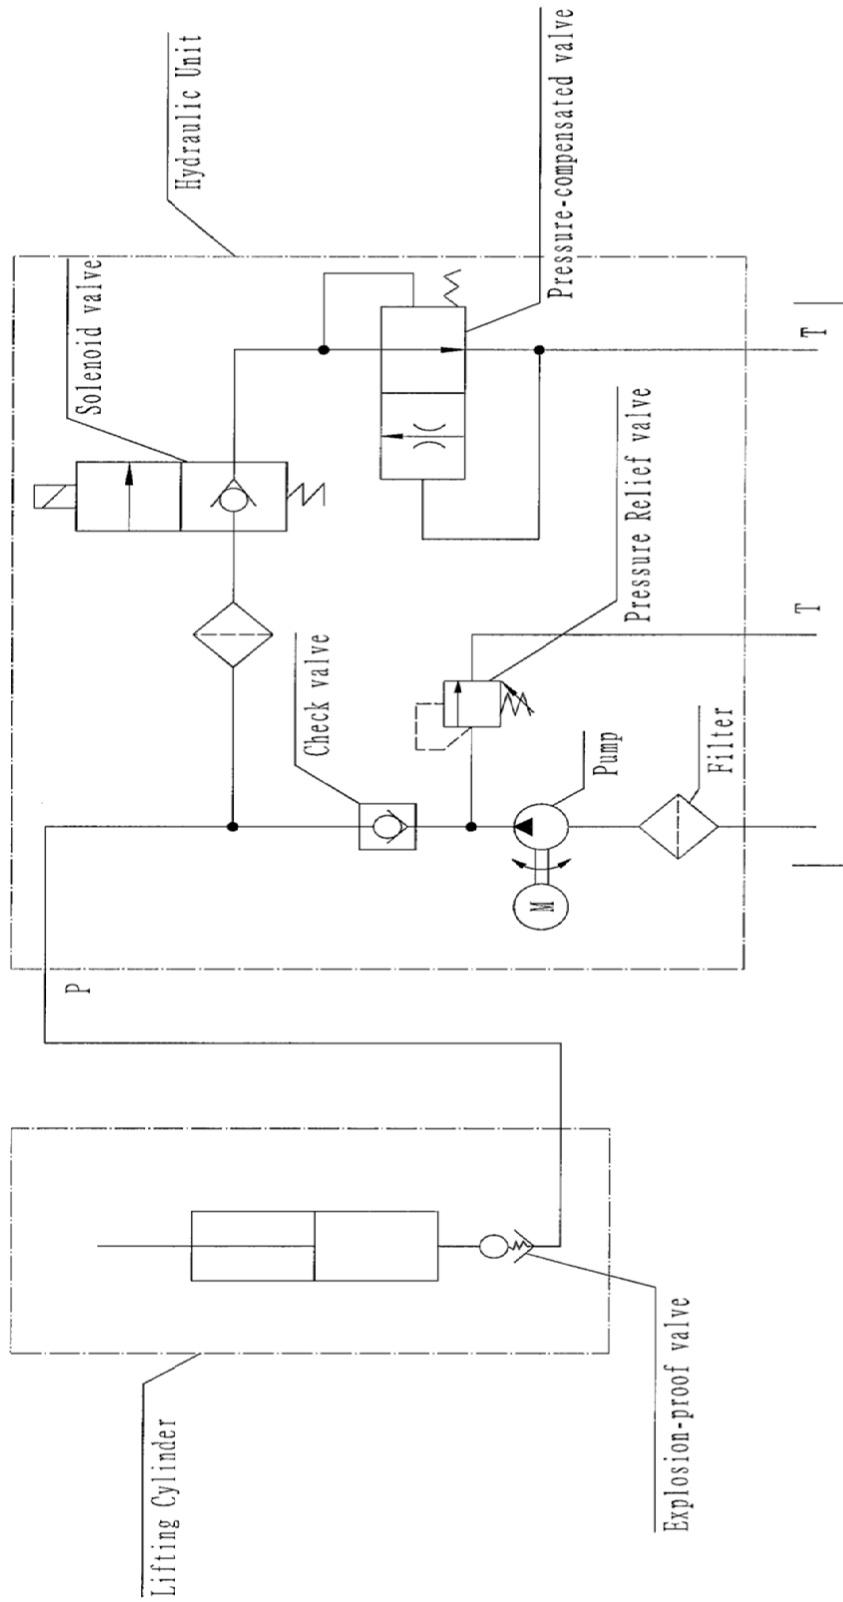 Hydraulic Unit
Solenoid valve
Pressure-compensated valve
T
Pressure Relief valve
T
Check valve
Pump
Filter
M
P
Lifting Cylinder
Explosion-proof valve